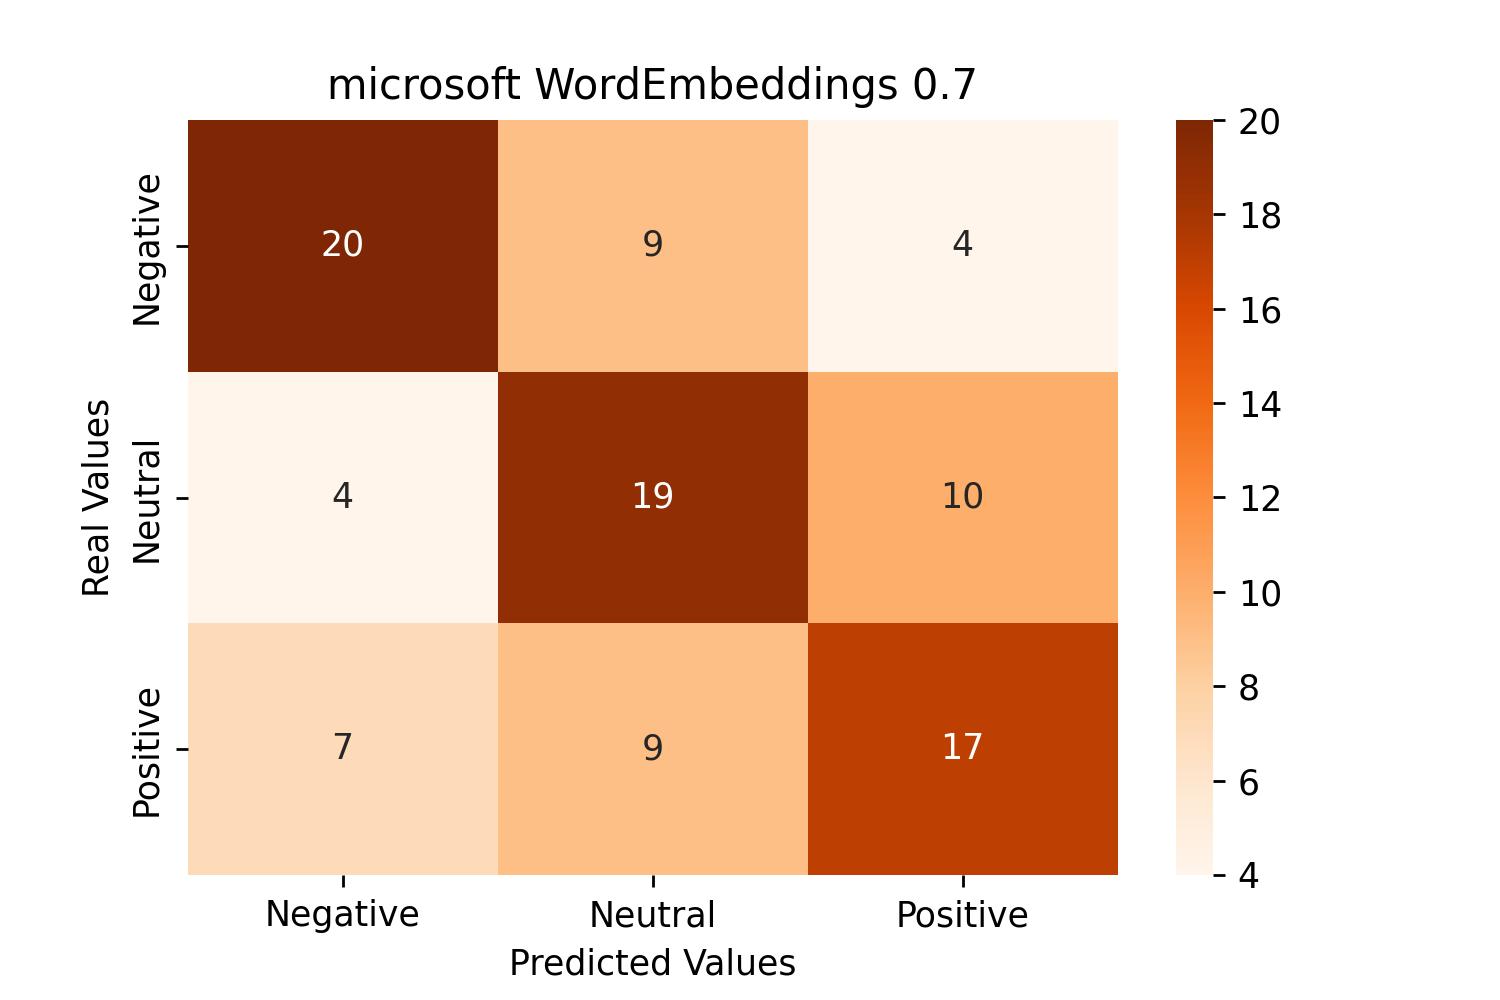 microsoft WordEmbeddings 0.7
Real Values
Negative
20 9 4
Neutral
4 19 10
Positive
7 9 17
Negative Neutral Positive
Predicted Values
20
18
16
14
12
10
8
6
4